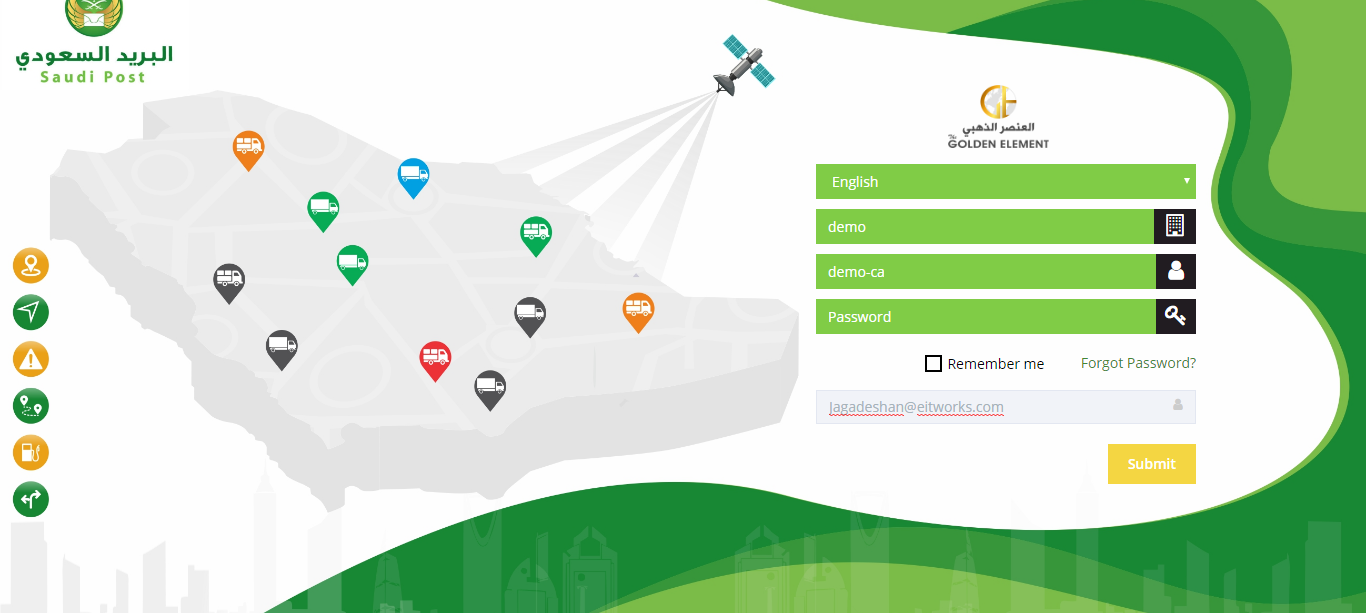 البريد السعودي
Saudi Post
العنصر الذهبي
The
GOLDEN ELEMENT
English
demo
demo-ca
Password
Remember me
Forgot Password?
Jagadeshan@eitworks.com
Submit